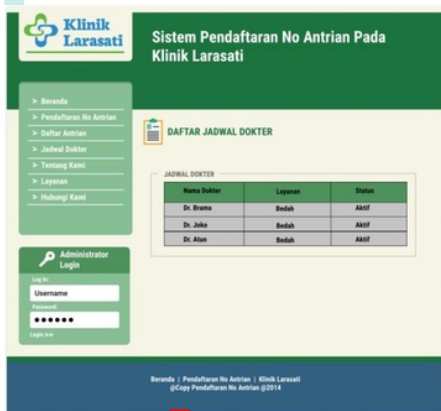 Klinik
Larasati
Sistem Pendaftaran No Antrian Pada
Klinik Larasati
> Beranda
> Pendaftaran No Antrian
> Daftar Antrian
> Jadwal Dokter
> Tentang Kami
> Layanan
> Hubungi Kami
DAFTAR JADWAL DOKTER
JADWAL DOKTER
Nama Dokter Layanan Status
Dr. Brama Bedah Aktif
Dr. Joko Bedah Aktif
Dr. Atun Bedah Aktif
Administrator
Login
Log In:
Username
Password:
Login >>
Beranda | Pendaftaran No Antrian | Klinik Larasati
@Copy Pendaftaran No Antrian @2014